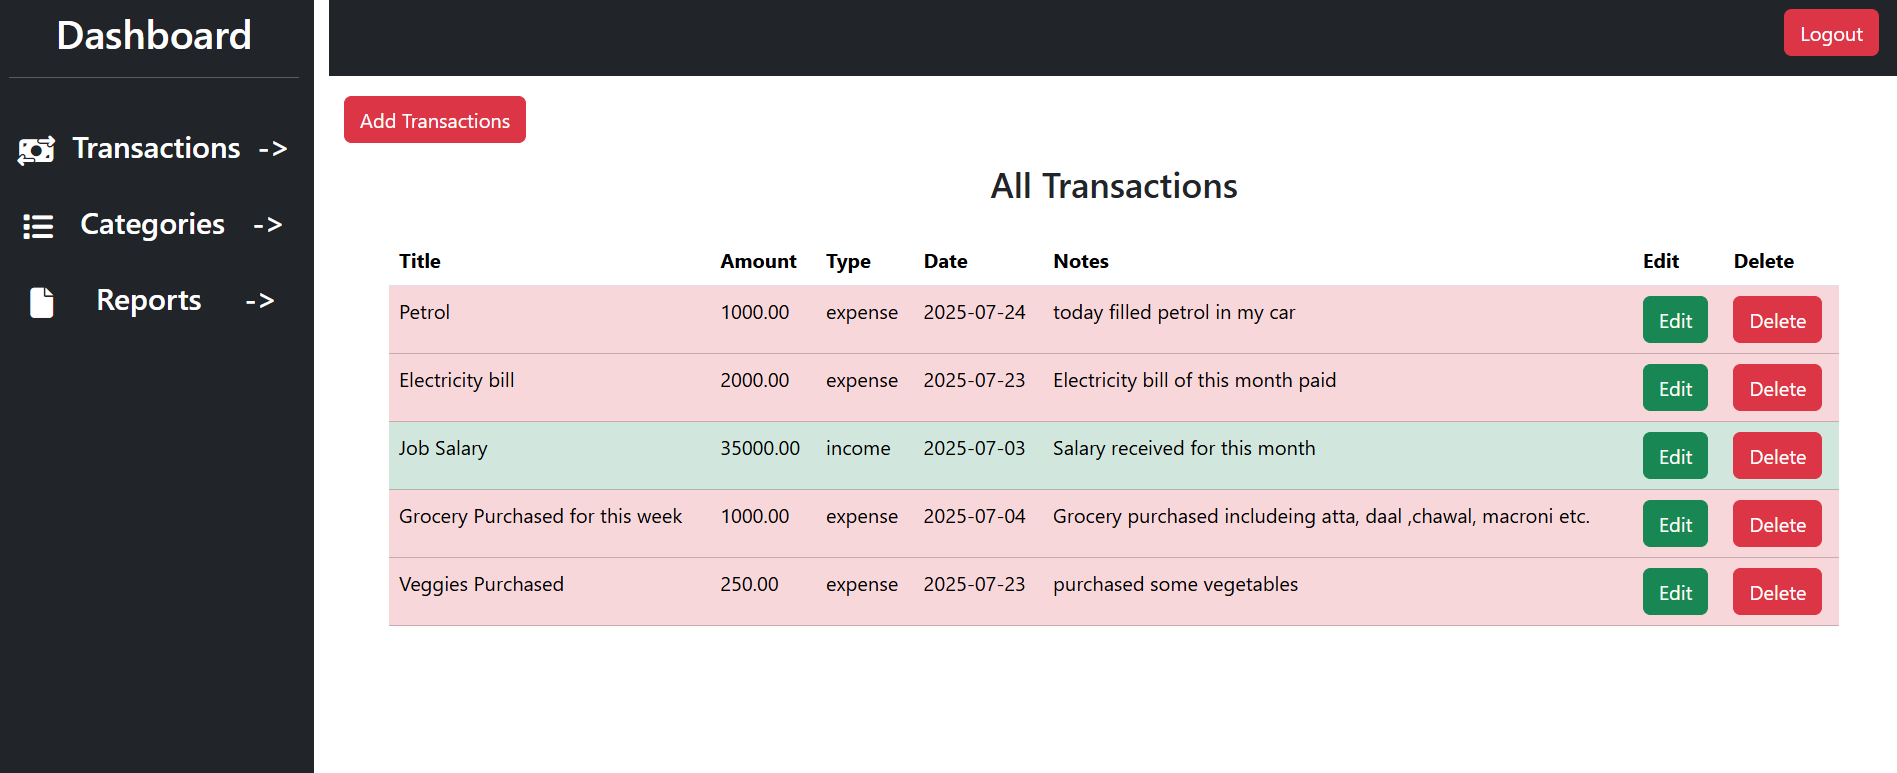 Dashboard
Transactions ->
Categories ->
Reports ->
Logout
Add Transactions
All Transactions
Title Amount Type Date Notes Edit Delete
Petrol 1000.00 expense 2025-07-24 today filled petrol in my car Edit Delete
Electricity bill 2000.00 expense 2025-07-23 Electricity bill of this month paid Edit Delete
Job Salary 35000.00 income 2025-07-03 Salary received for this month Edit Delete
Grocery Purchased for this week 1000.00 expense 2025-07-04 Grocery purchased includeing atta, daal ,chawal, macroni etc. Edit Delete
Veggies Purchased 250.00 expense 2025-07-23 purchased some vegetables Edit Delete